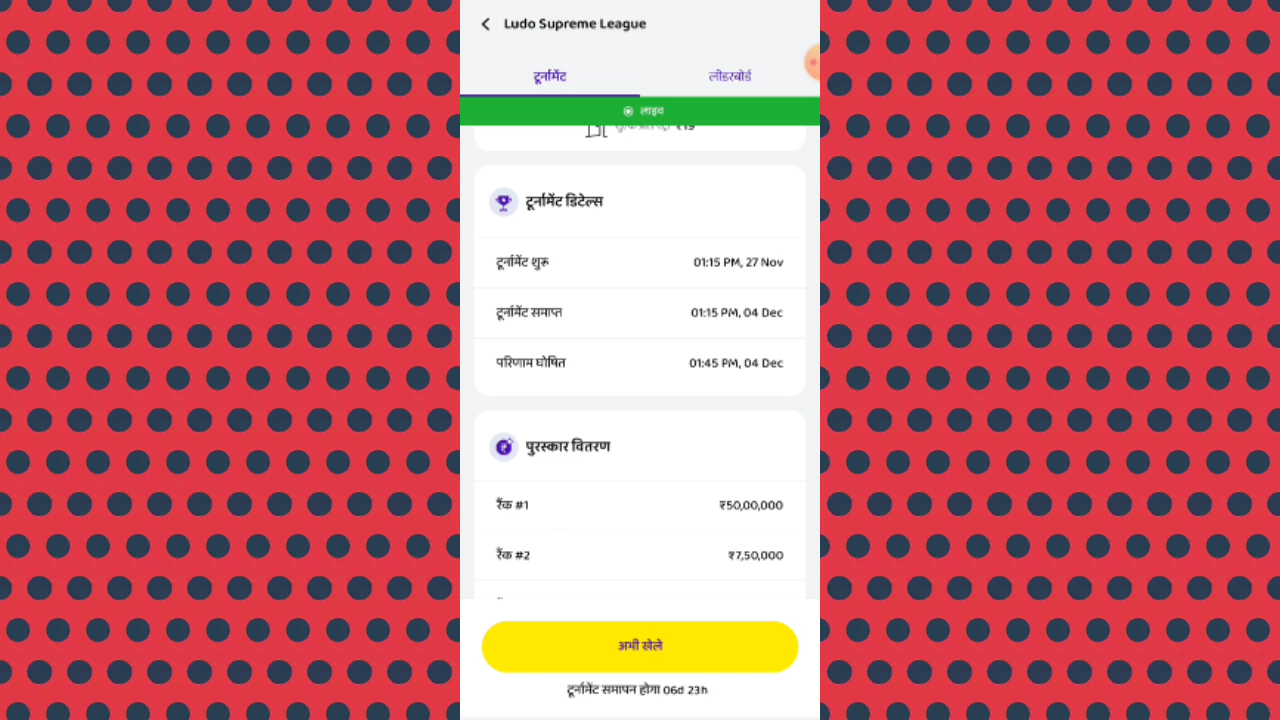 Ludo Supreme League
टूर्नामेंट
लीडरबोर्ड
लाइव
₹19
टूर्नामेंट डिटेल्स
टूर्नामेंट शुरू 01:15 PM, 27 Nov
टूर्नामेंट समाप्त 01:15 PM, 04 Dec
परिणाम घोषित 01:45 PM, 04 Dec
पुरस्कार वितरण
रैंक #1 ₹50,00,000
रैंक #2 ₹7,50,000
अभी खेले
टूर्नामेंट समापन होगा 06d 23h